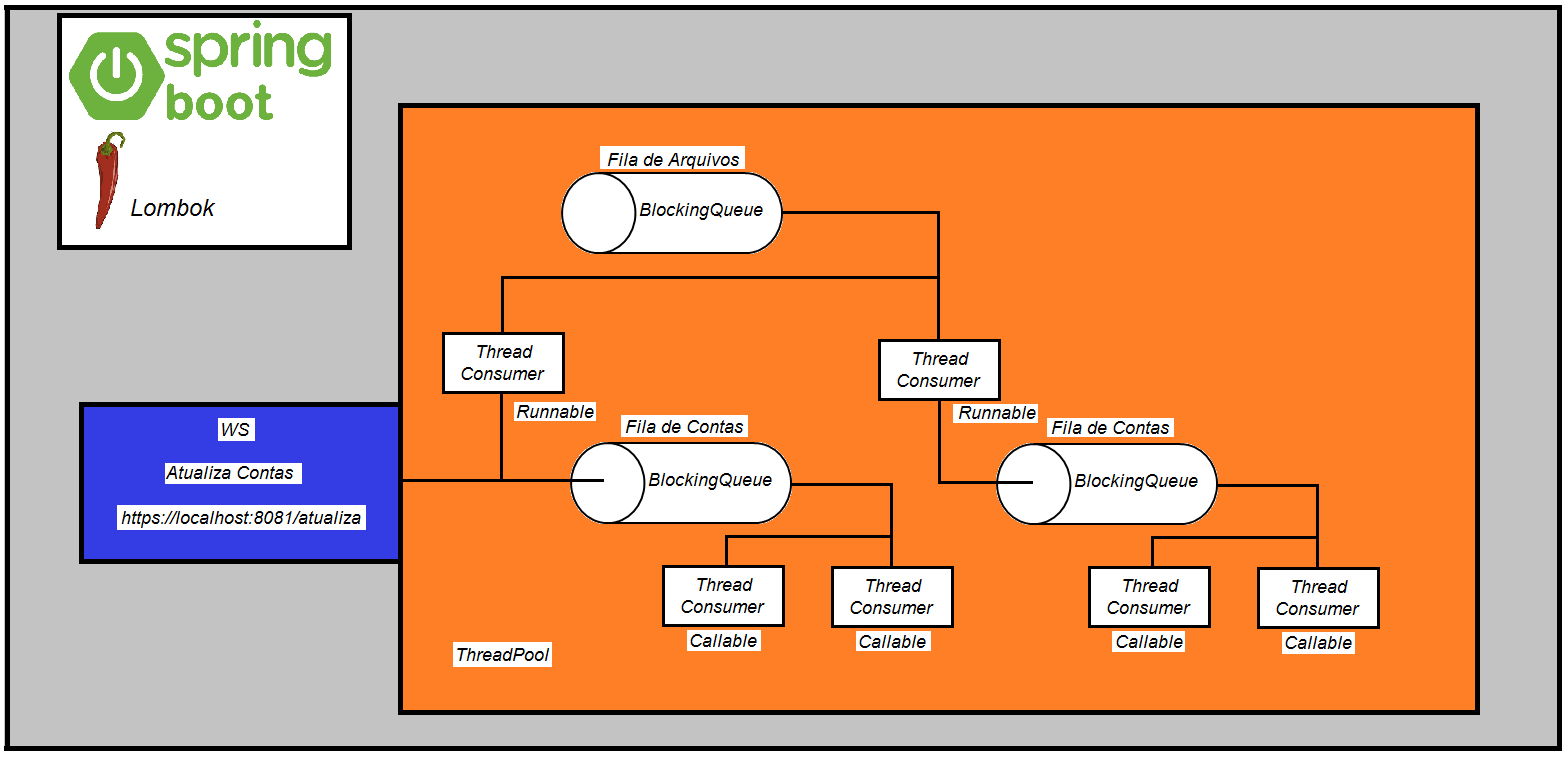 spring
boot
Lombok
Fila de Arquivos
BlockingQueue
Thread
Consumer
Runnable
Thread
Consumer
Runnable
WS
Atualiza Contas
https://localhost:8081/atualiza
Fila de Contas
BlockingQueue
Fila de Contas
BlockingQueue
Thread
Consumer
Callable
Thread
Consumer
Callable
Thread
Consumer
Callable
Thread
Consumer
Callable
ThreadPool